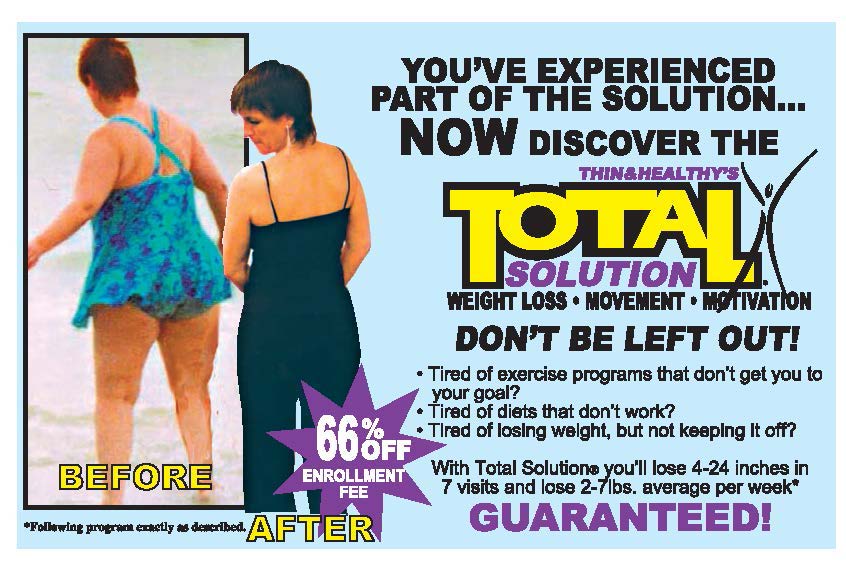 YOU'VE EXPERIENCED
PART OF THE SOLUTION...
NOW DISCOVER THE
THIN&HEALTHY'S
TOTAL
SOLUTION
WEIGHT LOSS • MOVEMENT • MOTIVATION
DON'T BE LEFT OUT!
• Tired of exercise programs that don't get you to
your goal?
• Tired of diets that don't work?
• Tired of losing weight, but not keeping it off?
With Total Solution® you'll lose 4-24 inches in
7 visits and lose 2-7lbs. average per week*
GUARANTEED!
66% OFF
ENROLLMENT
FEE
BEFORE
AFTER
*Following program exactly as described.